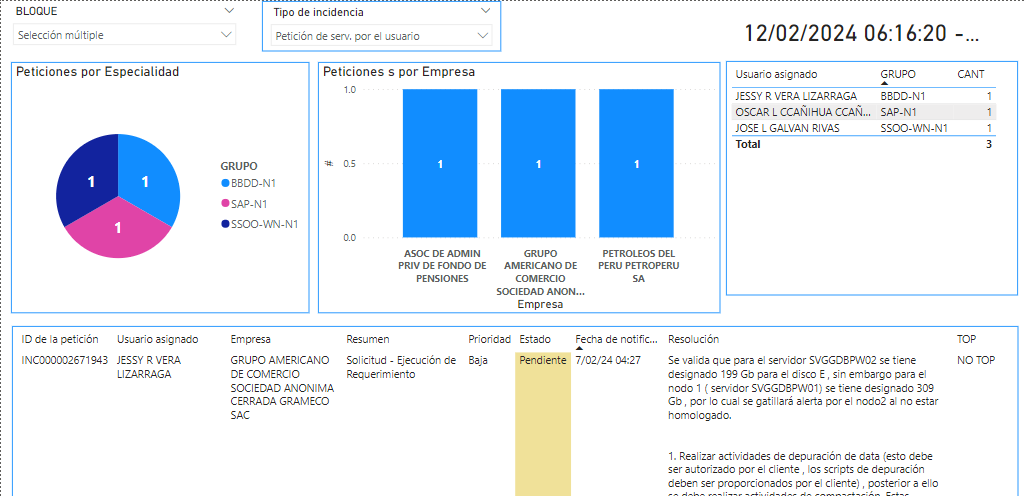 BLOQUE
Selección múltiple
Tipo de incidencia
Petición de serv. por el usuario
12/02/2024 06:16:20 -...
Peticiones por Especialidad
1
1
1
GRUPO
BBDD-N1
SAP-N1
SSOO-WN-N1
Peticiones s por Empresa
#
1.0
0.5
0.0
1
1
1
ASOC DE ADMIN
PRIV DE FONDO DE
PENSIONES
GRUPO
AMERICANO DE
COMERCIO
SOCIEDAD ANON...
PETROLEOS DEL
PERU PETROPERU
SA
Empresa
Usuario asignado GRUPO CANT
JESSY R VERA LIZARRAGA BBDD-N1 1
OSCAR L CCAÑIHUA CCAÑ... SAP-N1 1
JOSE L GALVAN RIVAS SSOO-WN-N1 1
Total 3
ID de la petición Usuario asignado Empresa Resumen Prioridad Estado Fecha de notific... Resolución TOP
INC000002671943
JESSY R VERA
LIZARRAGA
GRUPO AMERICANO
DE COMERCIO
SOCIEDAD ANONIMA
CERRADA GRAMECO
SAC
Solicitud - Ejecución de
Requerimiento
Baja
Pendiente
7/02/24 04:27
Se valida que para el servidor SVGGDBPW02 se tiene
designado 199 Gb para el disco E , sin embargo para el
nodo 1 ( servidor SVGGDBPW01) se tiene designado 309
Gb , por lo cual se gatillará alerta por el nodo2 al no estar
homologado.
1. Realizar actividades de depuración de data (esto debe
ser autorizado por el cliente , los scripts de depuración
deben ser proporcionados por el cliente) , posterior a ello
se debe realizar actividades de compactación. Estas
NO TOP